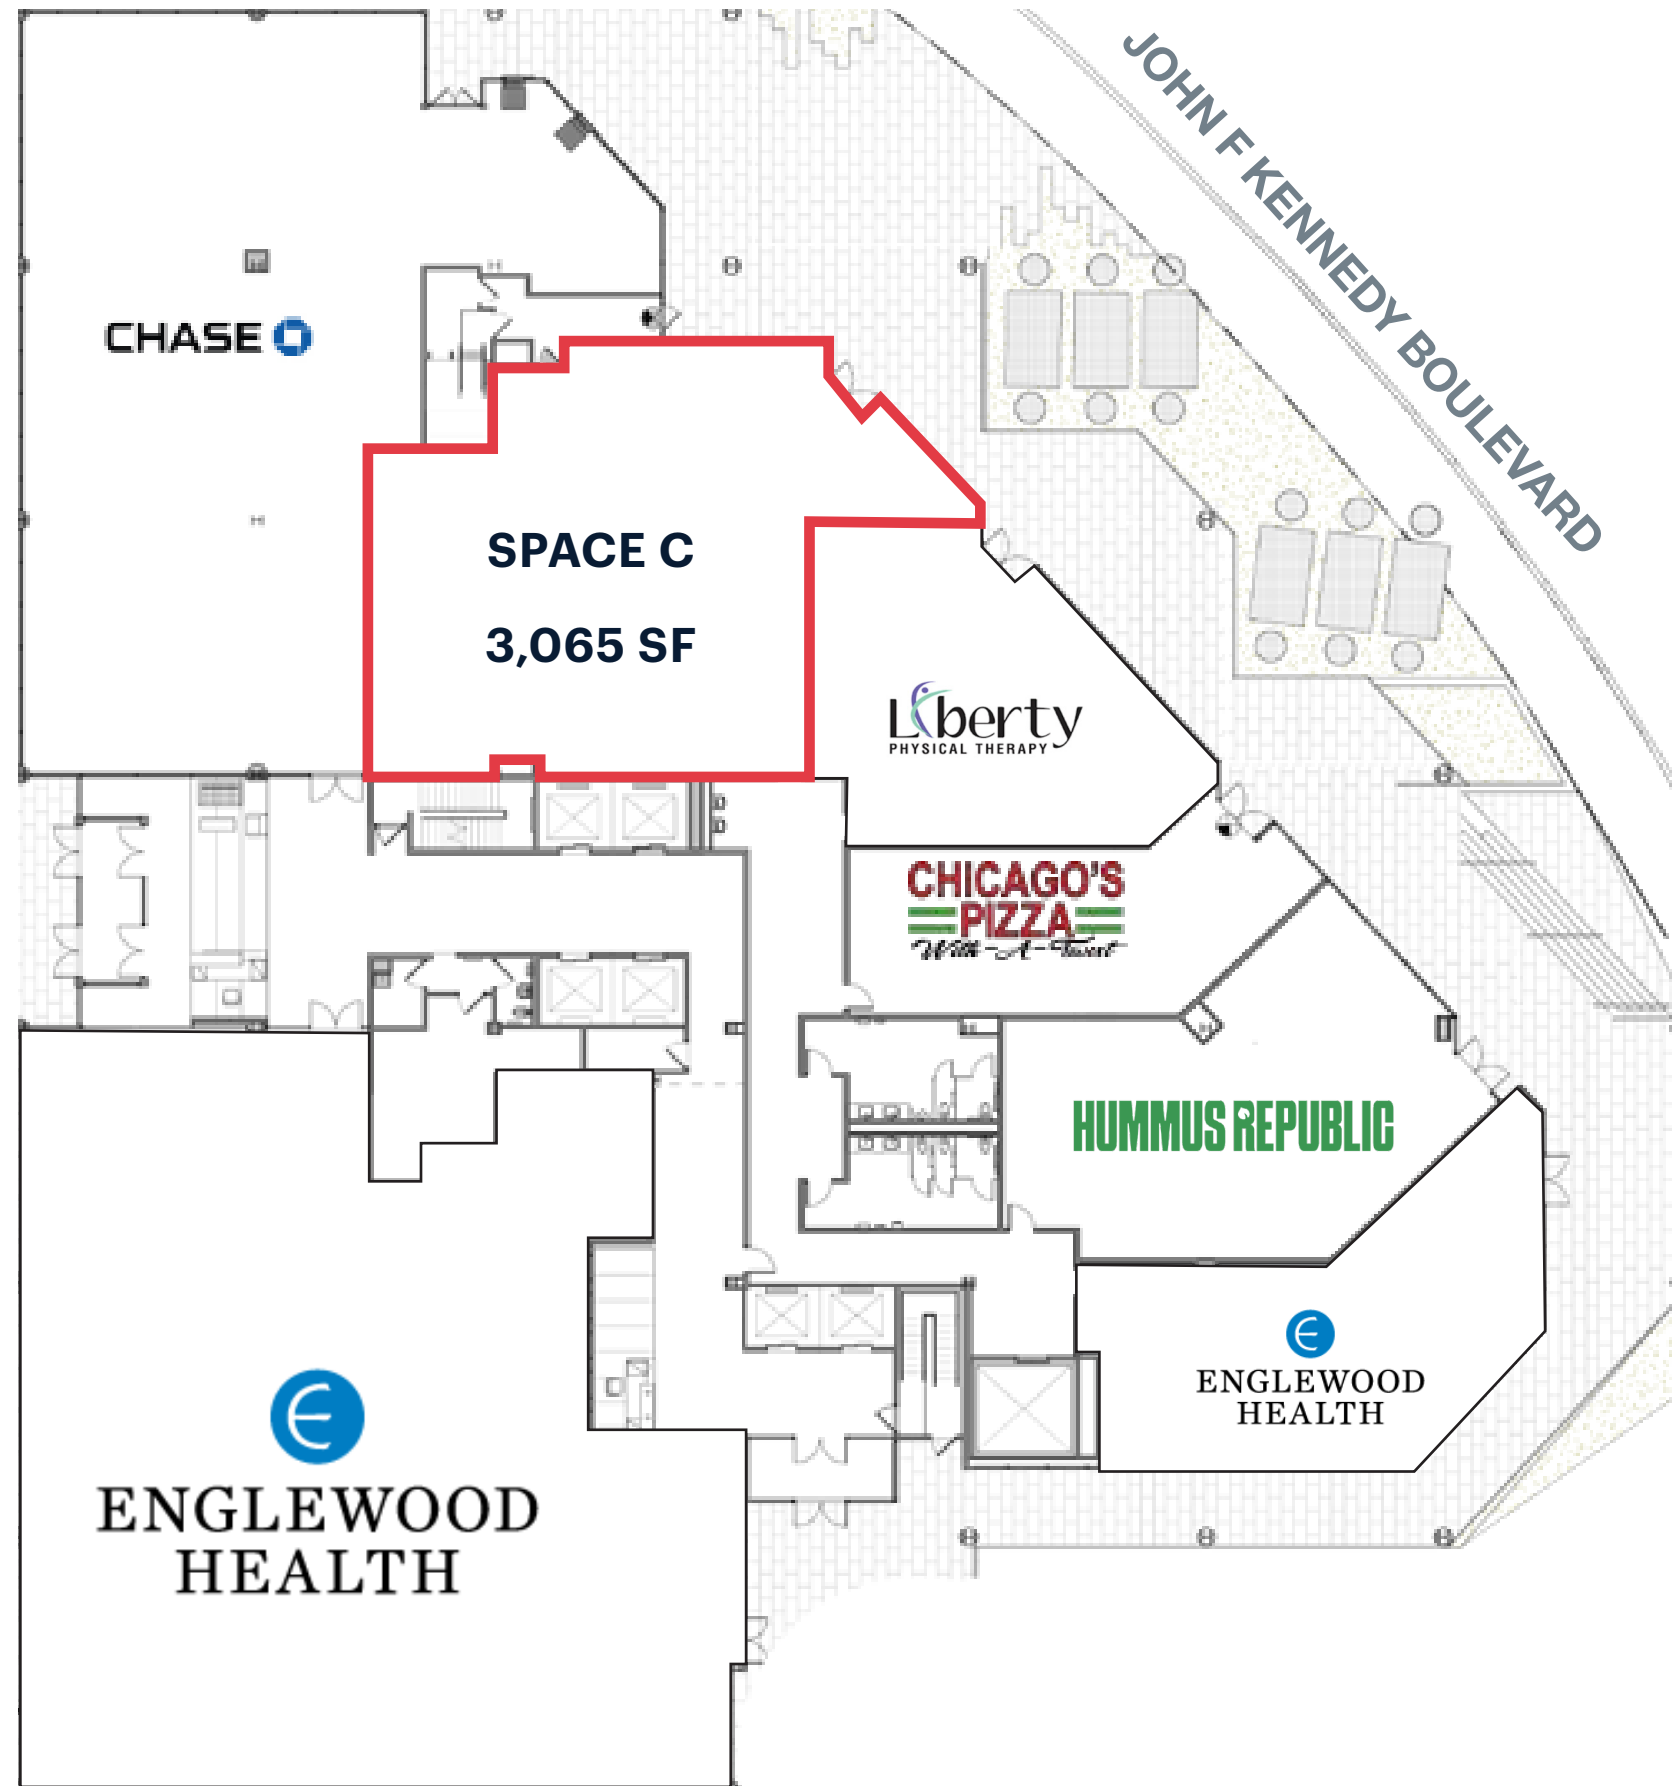 JOHN F KENNEDY BOULEVARD
CHASE
SPACE C
3,065 SF
Liberty
PHYSICAL THERAPY
CHICAGO'S
PIZZA
With-A-Twist
HUMMUS REPUBLIC
ENGLEWOOD
HEALTH
ENGLEWOOD
HEALTH